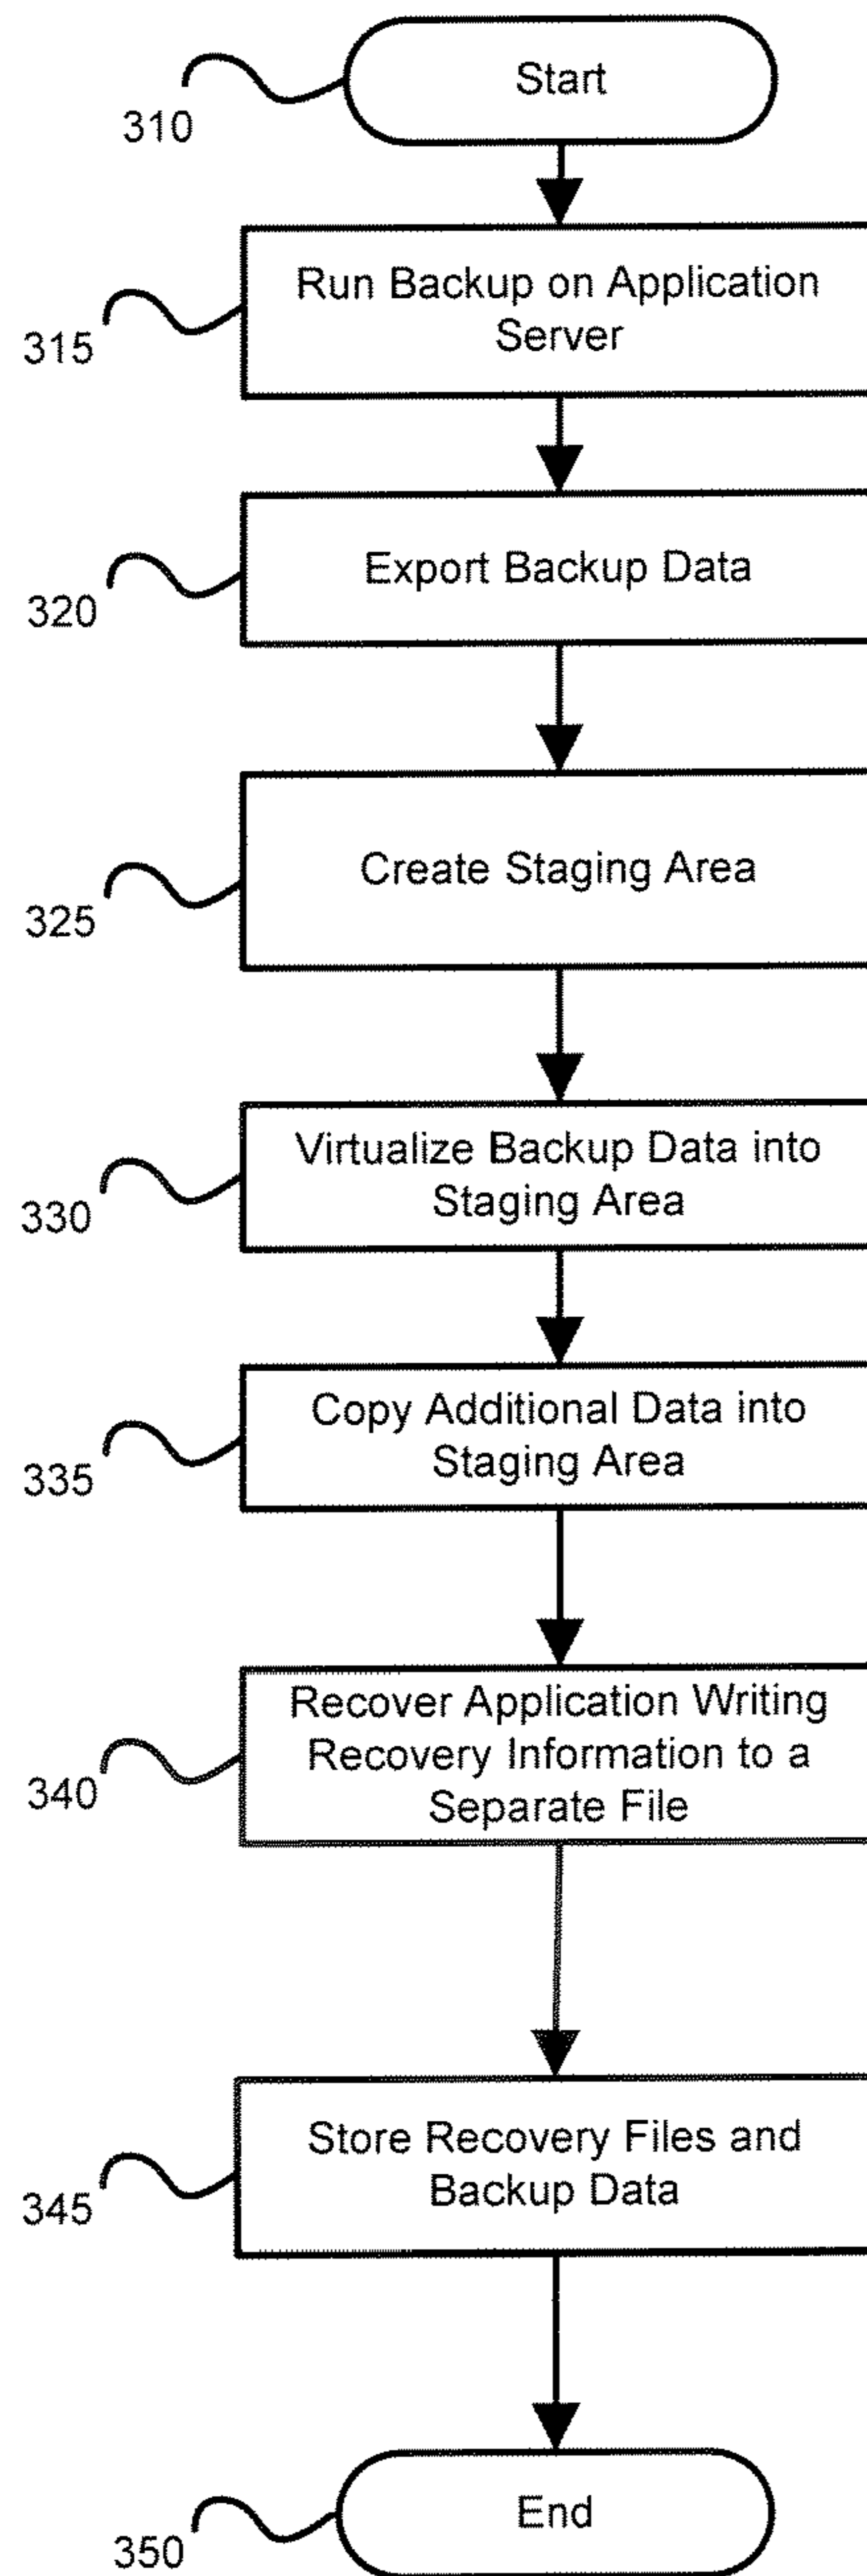 Start
310
Run Backup on Application
Server
315
Export Backup Data
320
Create Staging Area
325
Virtualize Backup Data into
Staging Area
330
Copy Additional Data into
Staging Area
335
Recover Application Writing
Recovery Information to a
Separate File
340
Store Recovery Files and
Backup Data
345
End
350